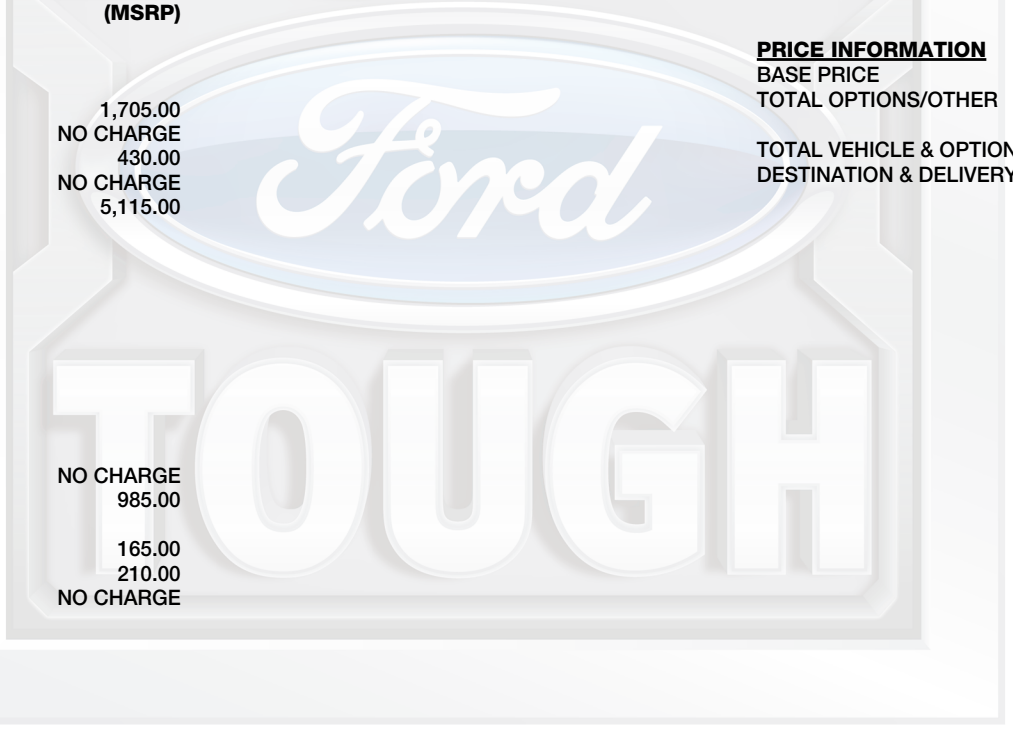 (MSRP)
1,705.00
NO CHARGE
430.00
NO CHARGE
5,115.00
NO CHARGE
985.00
165.00
210.00
NO CHARGE
PRICE INFORMATION
BASE PRICE
TOTAL OPTIONS/OTHER
TOTAL VEHICLE & OPTION
DESTINATION & DELIVERY
Ford
TOUGH